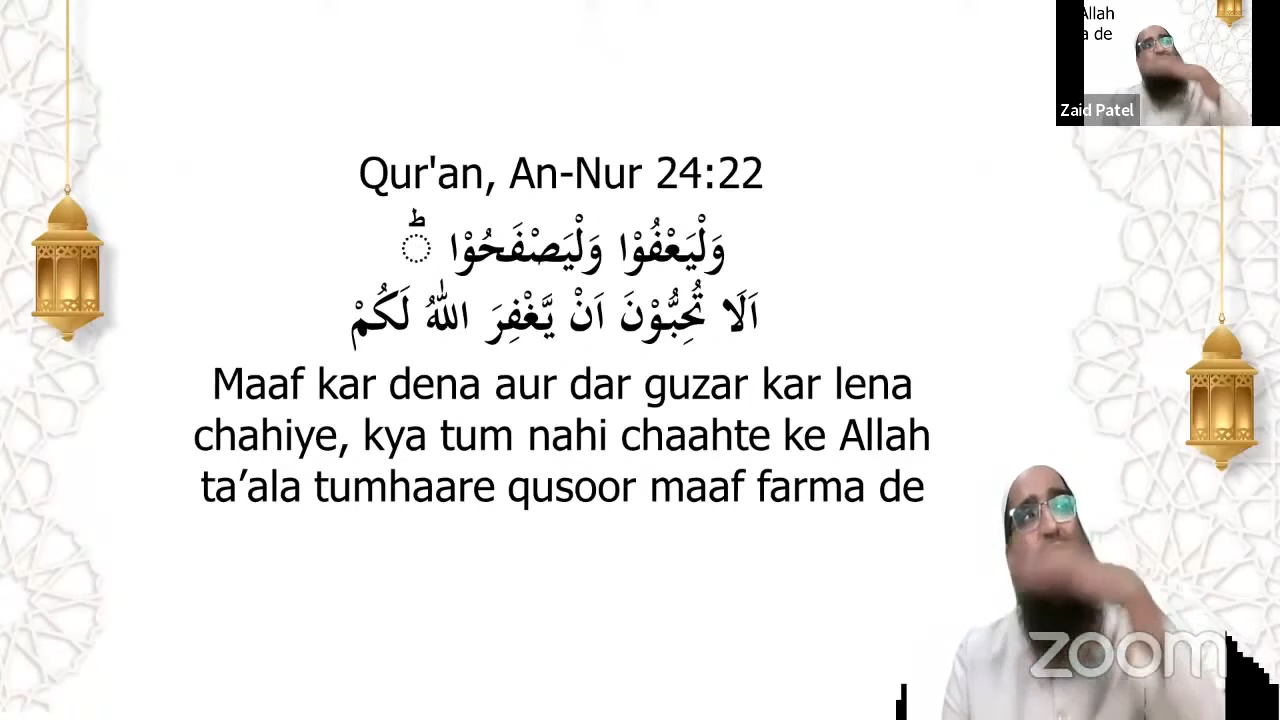 Allah
a de
Zaid Patel
Qur'an, An-Nur 24:22
وَلْيَعْفُوْا وَلْيَصْفَحُوْا ۗ
اَلَا تُحِبُّوْنَ اَنْ يَّغْفِرَ اللّٰهُ لَكُمْ
Maaf kar dena aur dar guzar kar lena
chahiye, kya tum nahi chaahte ke Allah
ta’ala tumhaare qusoor maaf farma de
zoom